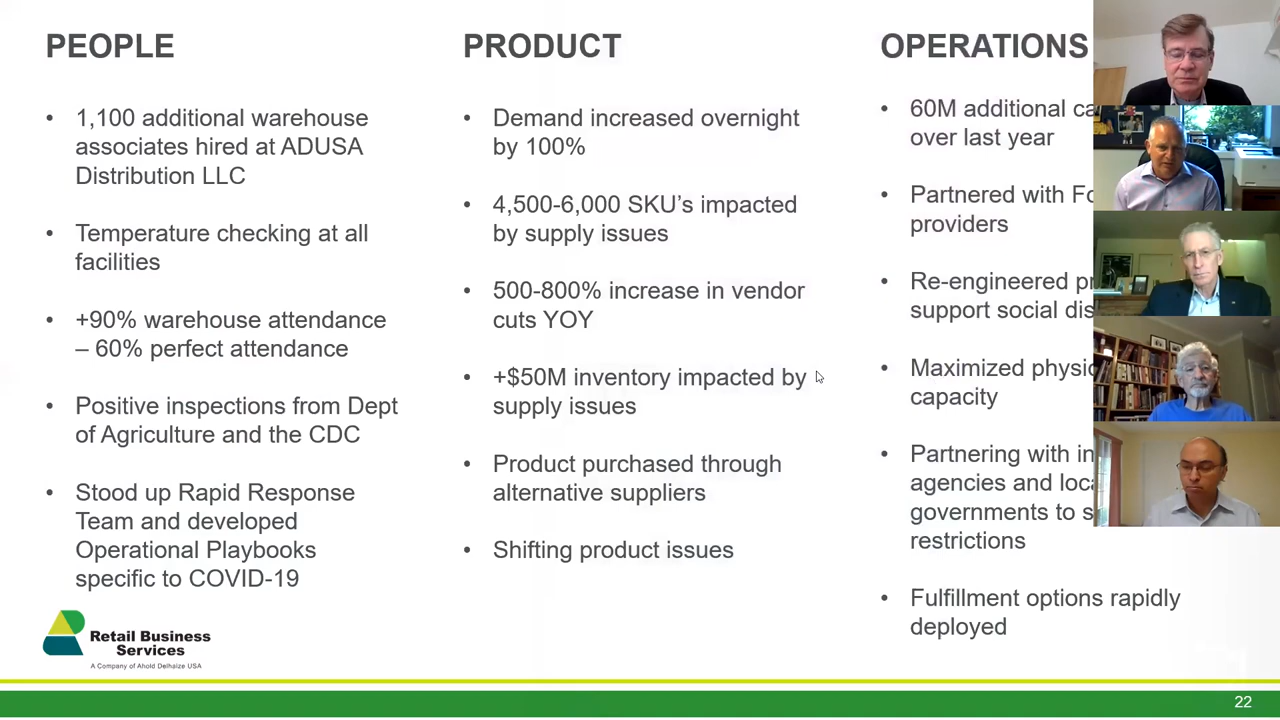 PEOPLE
1,100 additional warehouse
associates hired at ADUSA
Distribution LLC
Temperature checking at all
facilities
+90% warehouse attendance
– 60% perfect attendance
Positive inspections from Dept
of Agriculture and the CDC
Stood up Rapid Response
Team and developed
Operational Playbooks
specific to COVID-19
PRODUCT
Demand increased overnight
by 100%
4,500-6,000 SKU's impacted
by supply issues
500-800% increase in vendor
cuts YOY
+$50M inventory impacted by
supply issues
Product purchased through
alternative suppliers
Shifting product issues
OPERATIONS
60M additional
over last year
Partnered with
providers
Re-engineered
support social
Maximized
capacity
Partnering with
agencies and
governments to
restrictions
Fulfillment options rapidly
deployed
Retail Business
Services
A Company of Ahold Delhaize USA
22